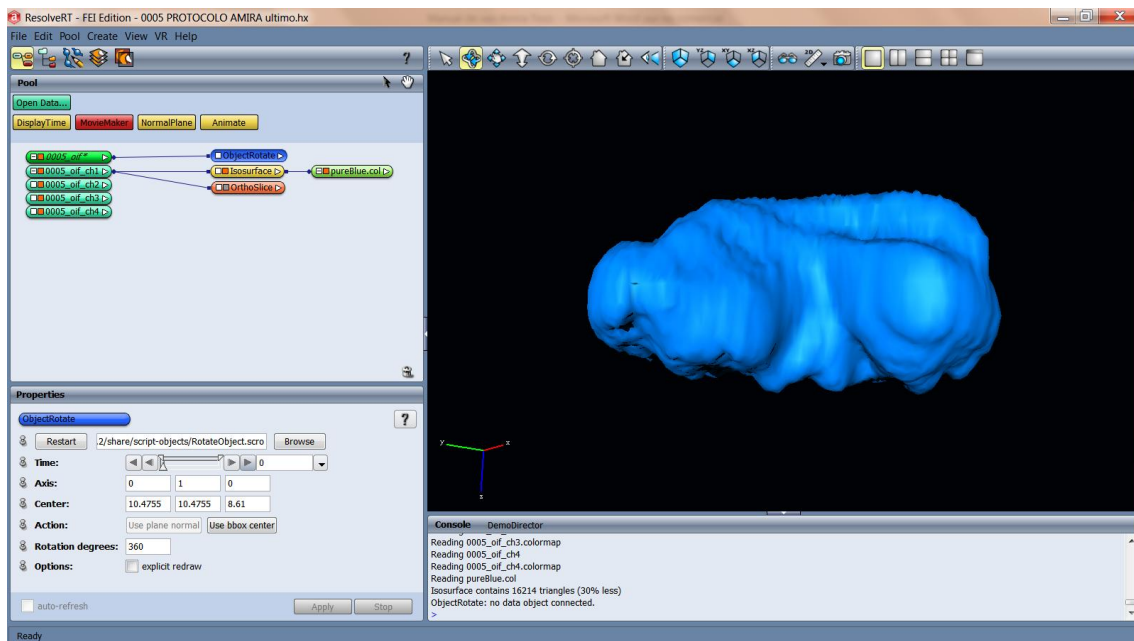 ResolveRT - FEI Edition - 0005 PROTOCOLO AMIRA ultimo.hx
File Edit Pool Create View VR Help
?
YZ XY XZ 2D
Pool
Open Data...
DisplayTime MovieMaker NormalPlane Animate
0005_oif* ObjectRotate
0005_oif_ch1 Isosurface pureBlue.col
0005_oif_ch2 OrthoSlice
0005_oif_ch3
0005_oif_ch4
Properties
ObjectRotate ?
Restart 2/share/script-objects/RotateObject.scro Browse
Time: 0
Axis: 0 1 0
Center: 10.4755 10.4755 8.61
Action: Use plane normal Use bbox center
Rotation degrees: 360
Options: explicit redraw
auto-refresh Apply Stop
y x
z
Console DemoDirector
Reading 0005_oif_ch3.colormap
Reading 0005_oif_ch4
Reading 0005_oif_ch4.colormap
Reading pureBlue.col
Isosurface contains 16214 triangles (30% less)
ObjectRotate: no data object connected.
>
Ready